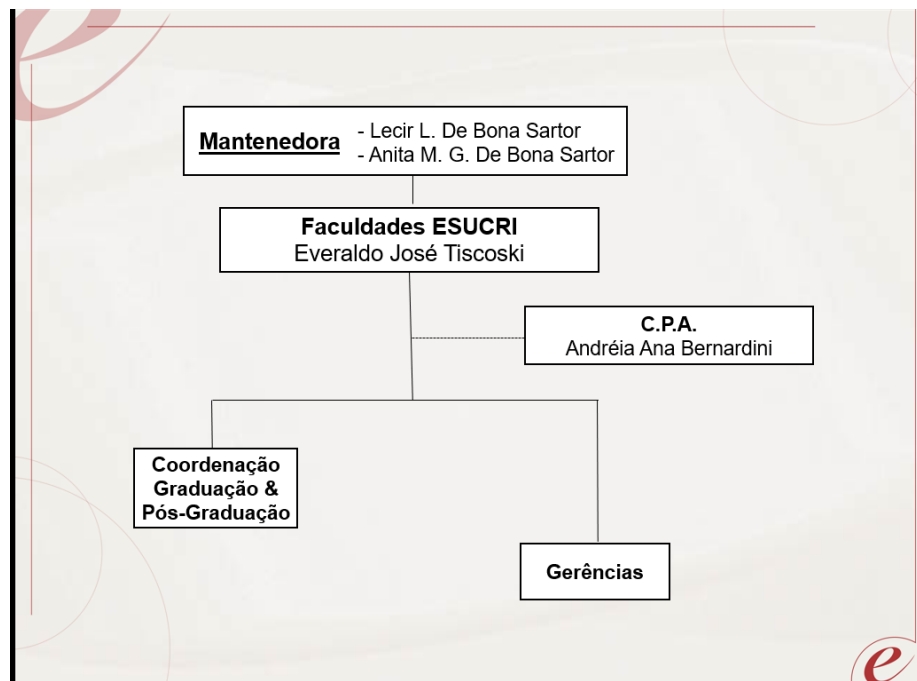 Mantenedora
- Lecir L. De Bona Sartor
- Anita M. G. De Bona Sartor
Faculdades ESUCRI
Everaldo José Tiscoski
C.P.A.
Andréia Ana Bernardini
Coordenação
Graduação &
Pós-Graduação
Gerências
e
e